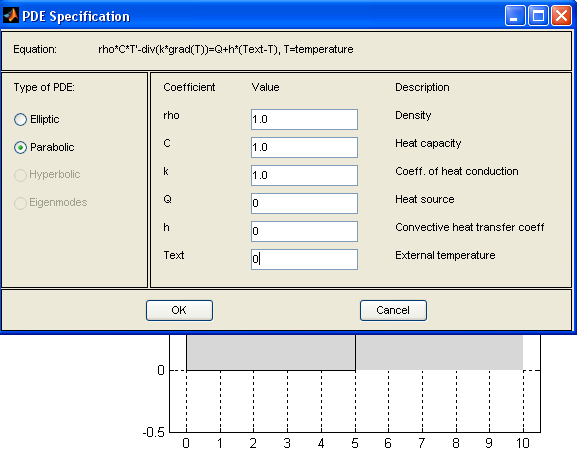 PDE Specification
Equation: rho*C*T'-div(k*grad(T))=Q+h*(Text-T), T=temperature
Type of PDE:
Elliptic
Parabolic
Hyperbolic
Eigenmodes
Coefficient Value Description
rho 1.0 Density
C 1.0 Heat capacity
k 1.0 Coeff. of heat conduction
Q 0 Heat source
h 0 Convective heat transfer coeff
Text 0 External temperature
OK Cancel
0
-0.5
0 1 2 3 4 5 6 7 8 9 10